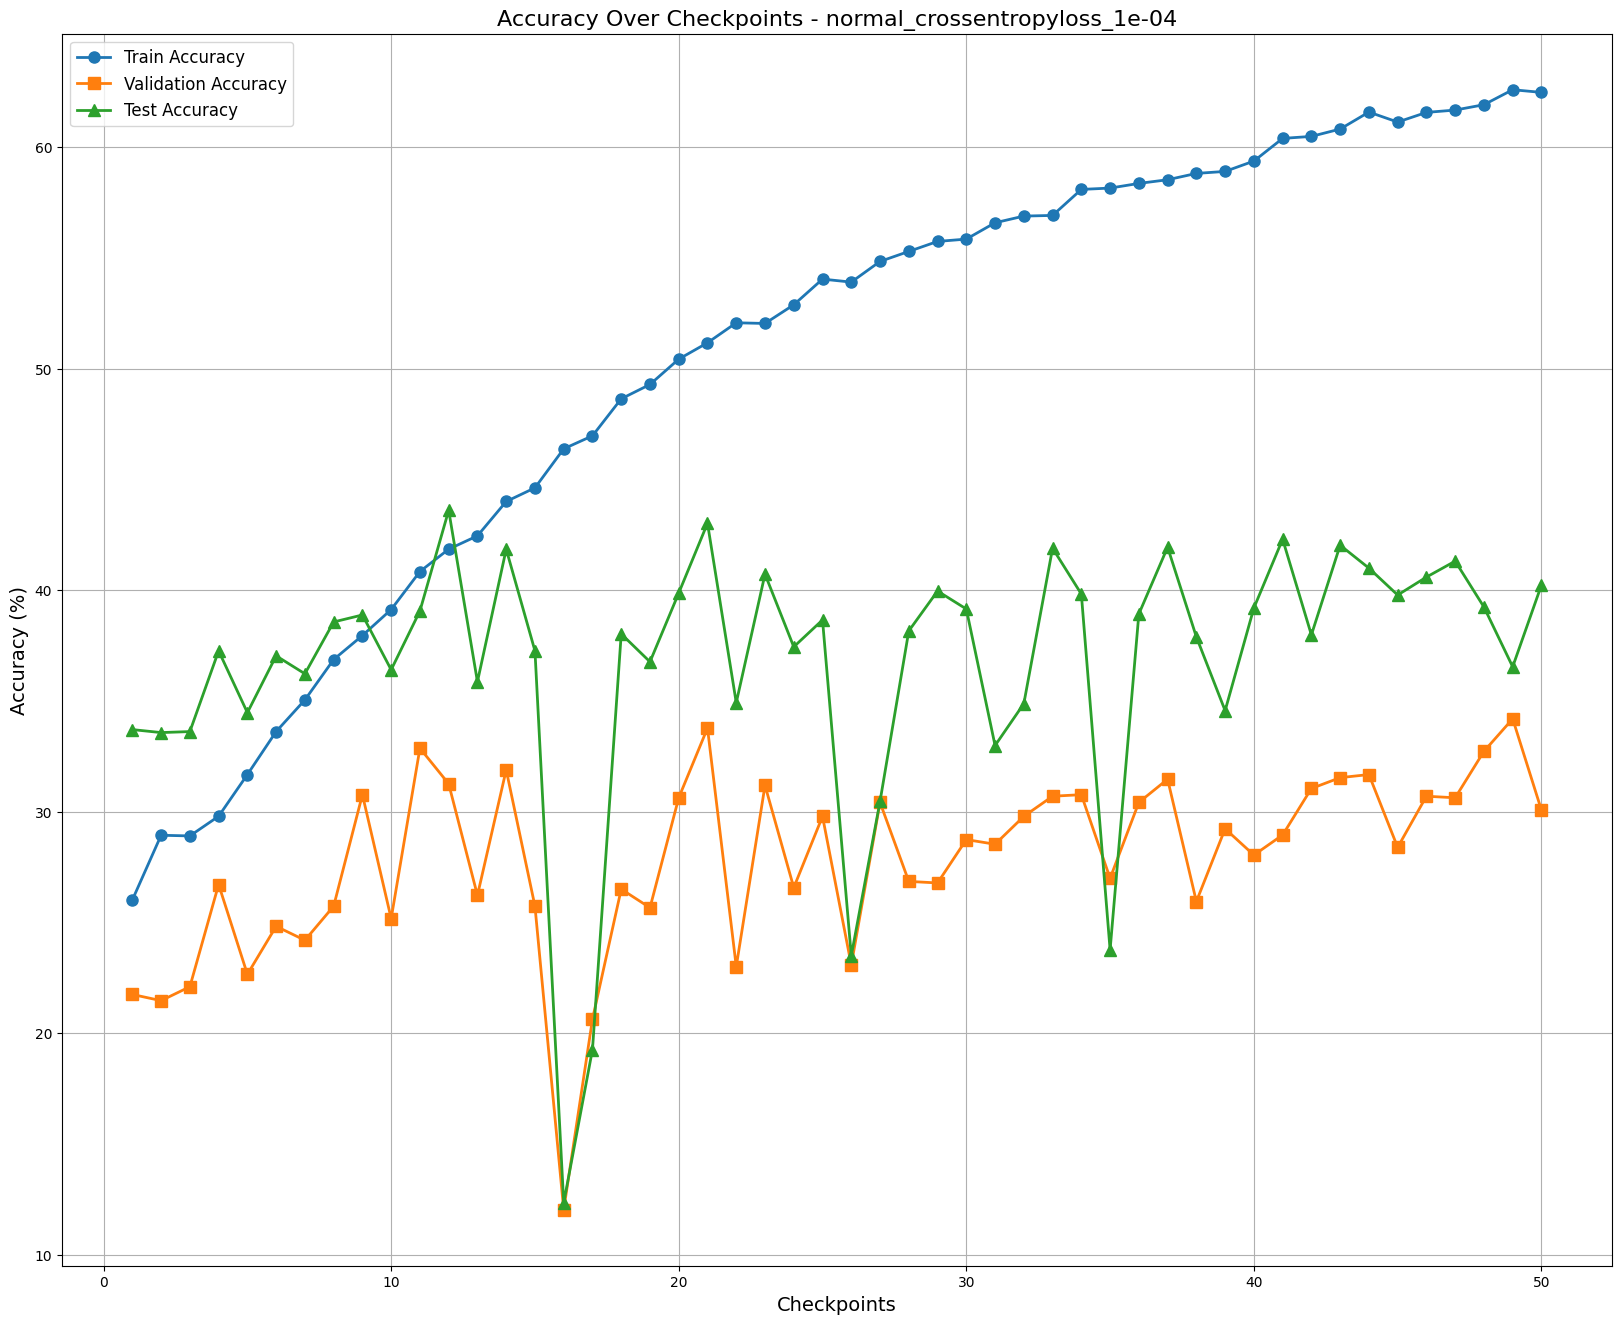 Accuracy Over Checkpoints - normal_crossentropyloss_1e-04
Train Accuracy
Validation Accuracy
Test Accuracy
Accuracy (%)
60
50
40
30
20
10
0 10 20 30 40 50
Checkpoints